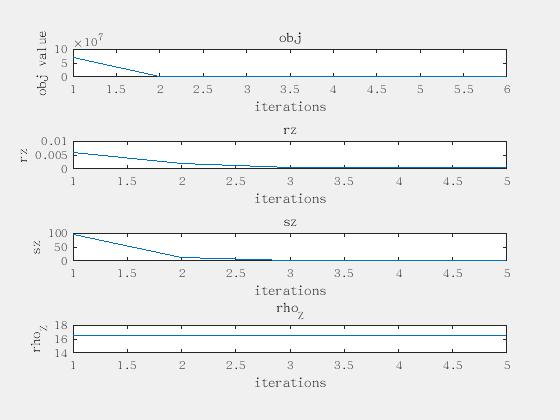 ×10⁷
obj
obj value
10
5
0
1 1.5 2 2.5 3 3.5 4 4.5 5 5.5 6
iterations
rz
rz
0.01
0.005
0
1 1.5 2 2.5 3 3.5 4 4.5 5
iterations
sz
sz
100
50
0
1 1.5 2 2.5 3 3.5 4 4.5 5
iterations
rho_z
rho_z
18
16
14
1 1.5 2 2.5 3 3.5 4 4.5 5
iterations